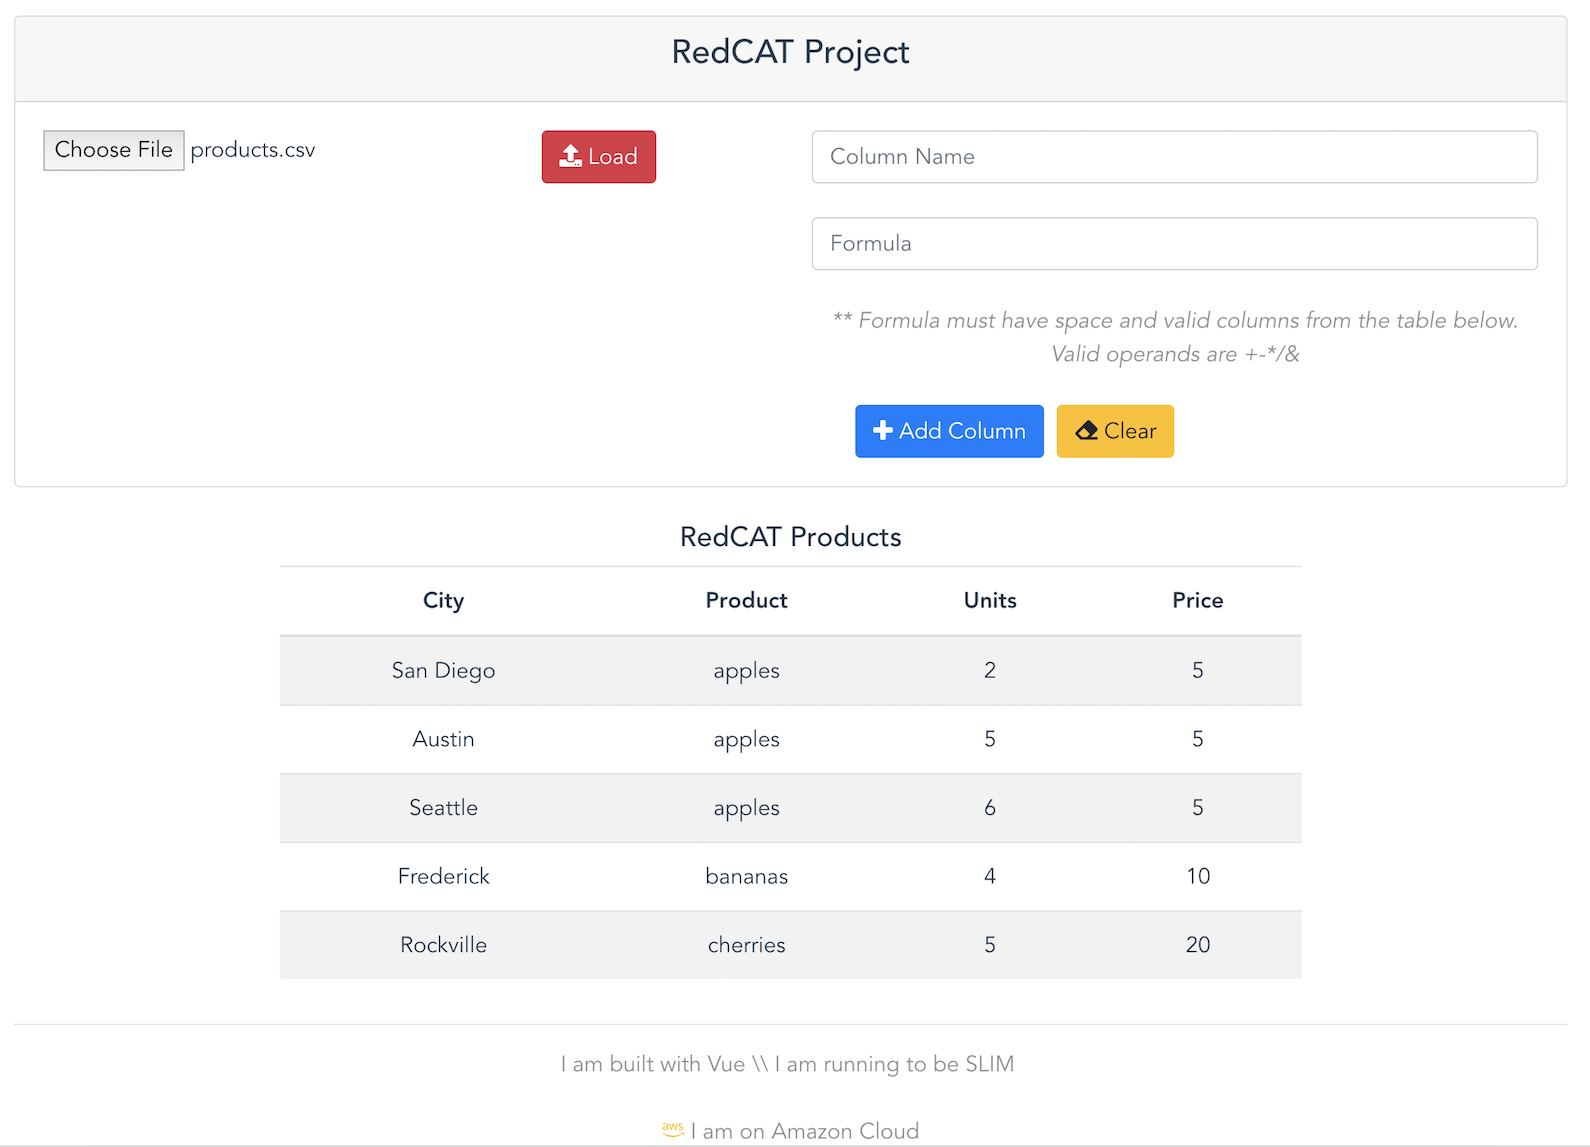 RedCAT Project
Choose File products.csv
Load
Column Name
Formula
** Formula must have space and valid columns from the table below.
Valid operands are +-*/&
Add Column
Clear
RedCAT Products
City Product Units Price
San Diego apples 2 5
Austin apples 5 5
Seattle apples 6 5
Frederick bananas 4 10
Rockville cherries 5 20
I am built with Vue \\ I am running to be SLIM
aws I am on Amazon Cloud